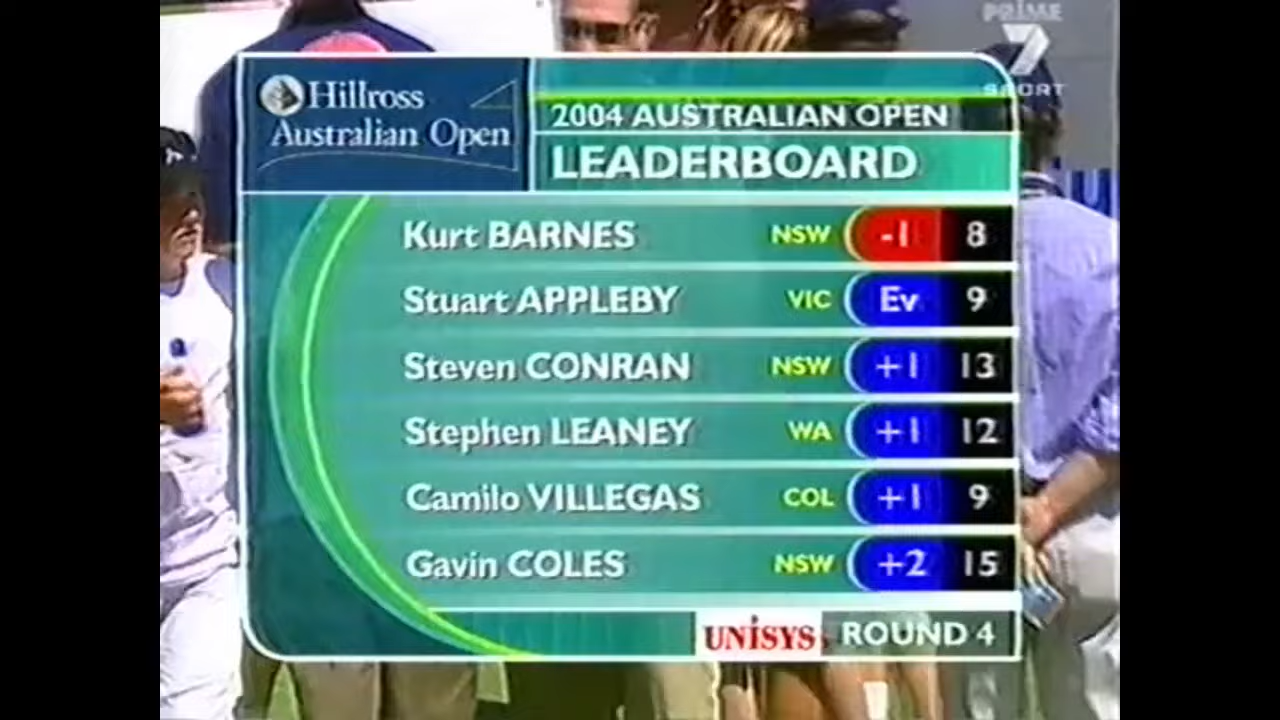 PRIME
7
SPORT
Hillross
Australian Open
2004 AUSTRALIAN OPEN
LEADERBOARD
Kurt BARNES NSW -1 8
Stuart APPLEBY VIC Ev 9
Steven CONRAN NSW +1 13
Stephen LEANEY WA +1 12
Camilo VILLEGAS COL +1 9
Gavin COLES NSW +2 15
UNISYS ROUND 4